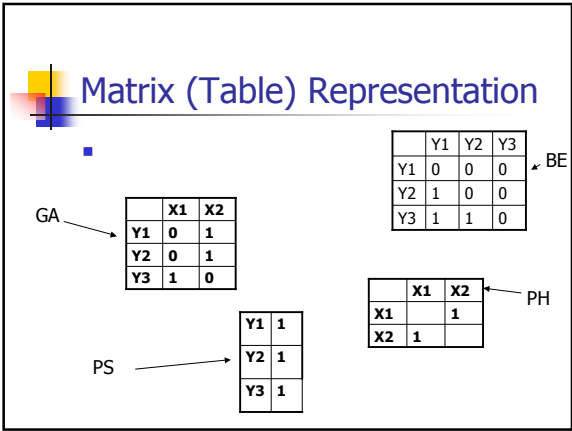 Matrix (Table) Representation
Y1 Y2 Y3
Y1 0 0 0
Y2 1 0 0
Y3 1 1 0
BE
GA
X1 X2
Y1 0 1
Y2 0 1
Y3 1 0
X1 X2
X1 1
X2 1
PH
Y1 1
Y2 1
Y3 1
PS